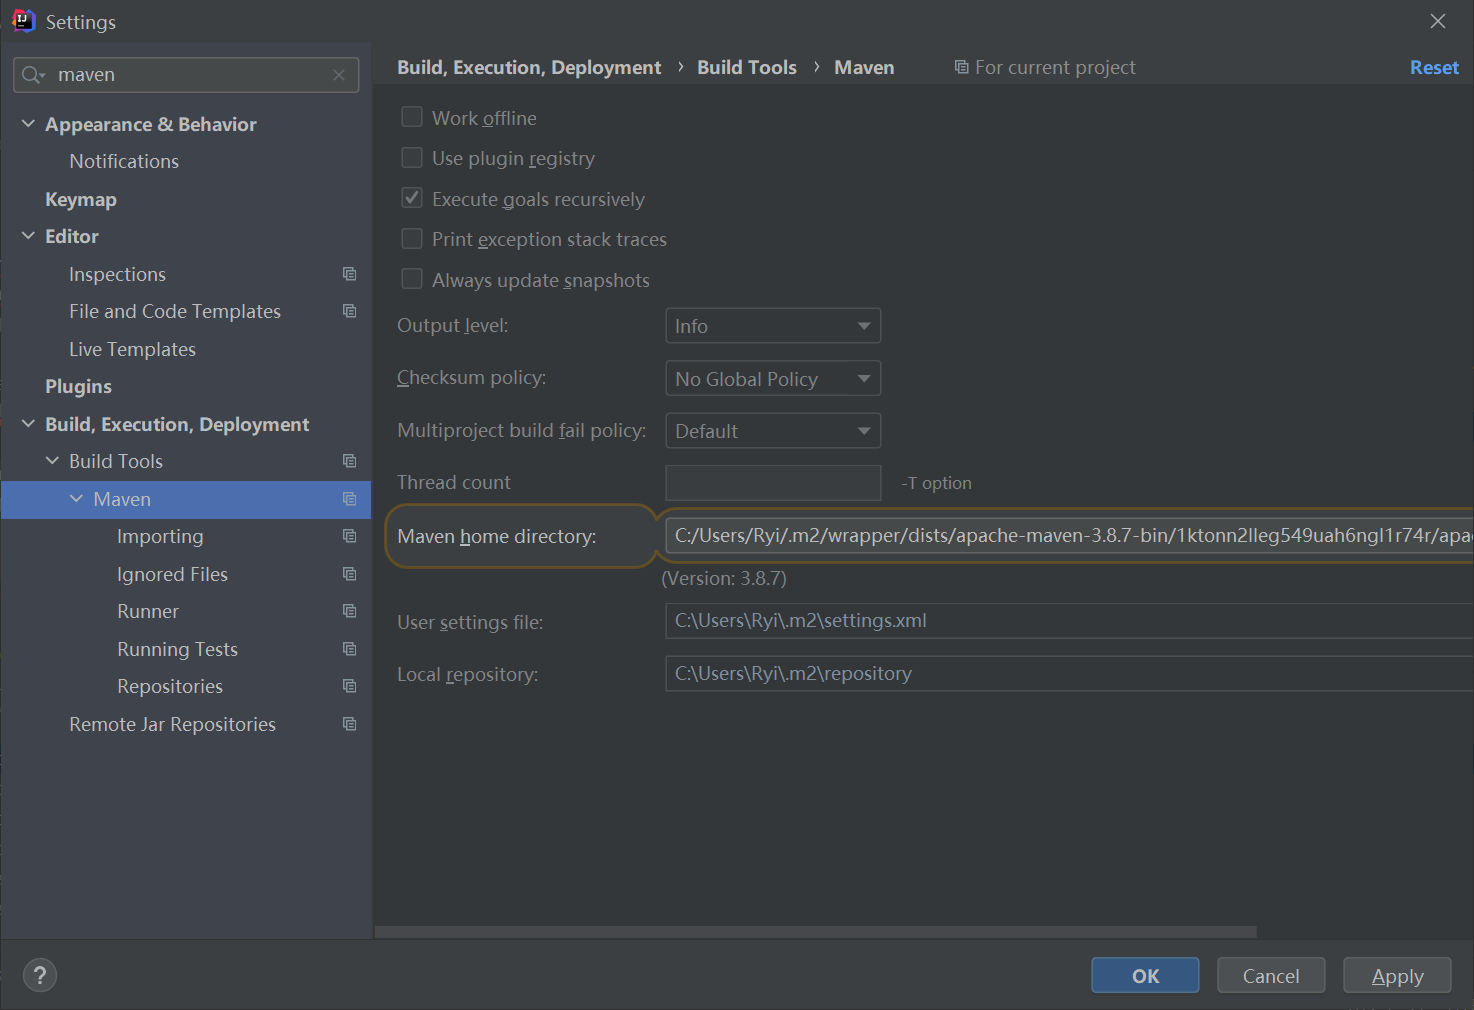 Settings
maven
Appearance & Behavior
Notifications
Keymap
Editor
Inspections
File and Code Templates
Live Templates
Plugins
Build, Execution, Deployment
Build Tools
Maven
Importing
Ignored Files
Runner
Running Tests
Repositories
Remote Jar Repositories
Build, Execution, Deployment › Build Tools › Maven For current project Reset
Work offline
Use plugin registry
Execute goals recursively
Print exception stack traces
Always update snapshots
Output level: Info
Checksum policy: No Global Policy
Multiproject build fail policy: Default
Thread count -T option
Maven home directory: C:/Users/Ryi/.m2/wrapper/dists/apache-maven-3.8.7-bin/1ktonn2lleg549uah6ngl1r74r/apa
(Version: 3.8.7)
User settings file: C:\Users\Ryi\.m2\settings.xml
Local repository: C:\Users\Ryi\.m2\repository
? OK Cancel Apply